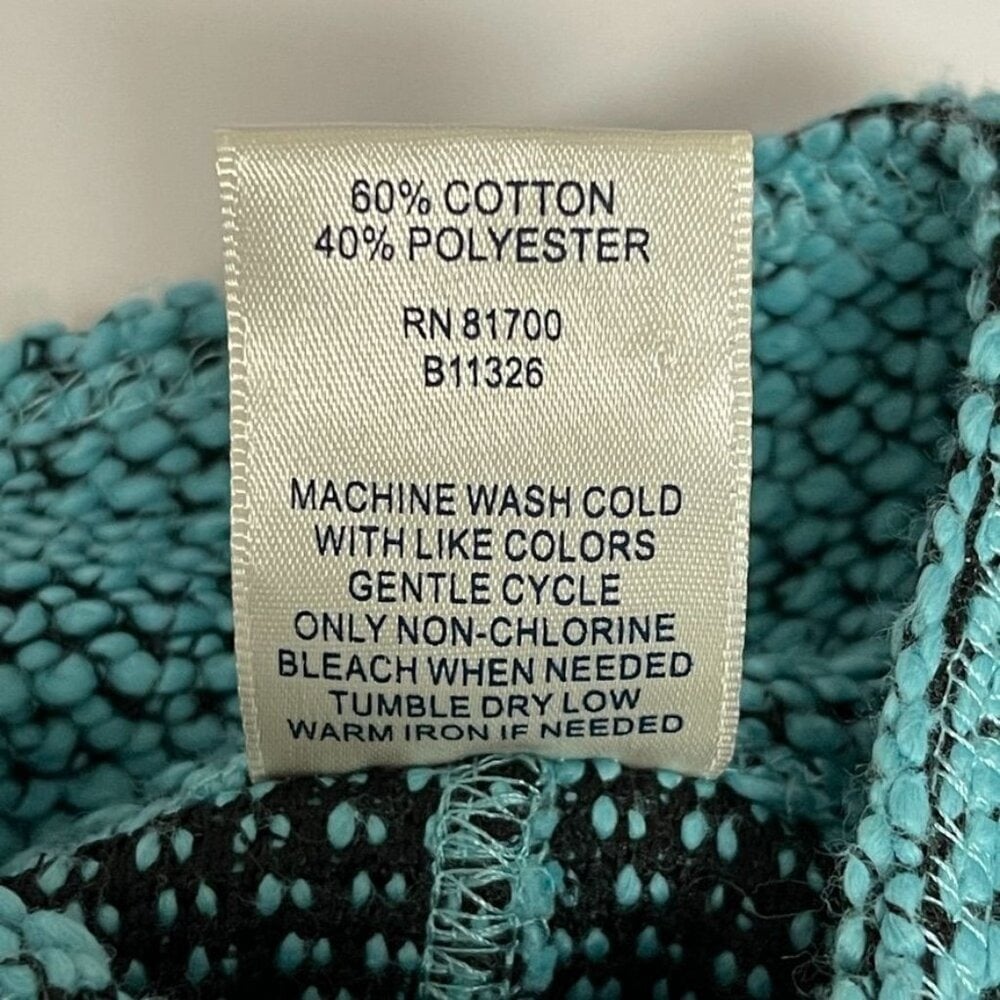 60% COTTON
40% POLYESTER
RN 81700
B11326
MACHINE WASH COLD
WITH LIKE COLORS
GENTLE CYCLE
ONLY NON-CHLORINE
BLEACH WHEN NEEDED
TUMBLE DRY LOW
WARM IRON IF NEEDED